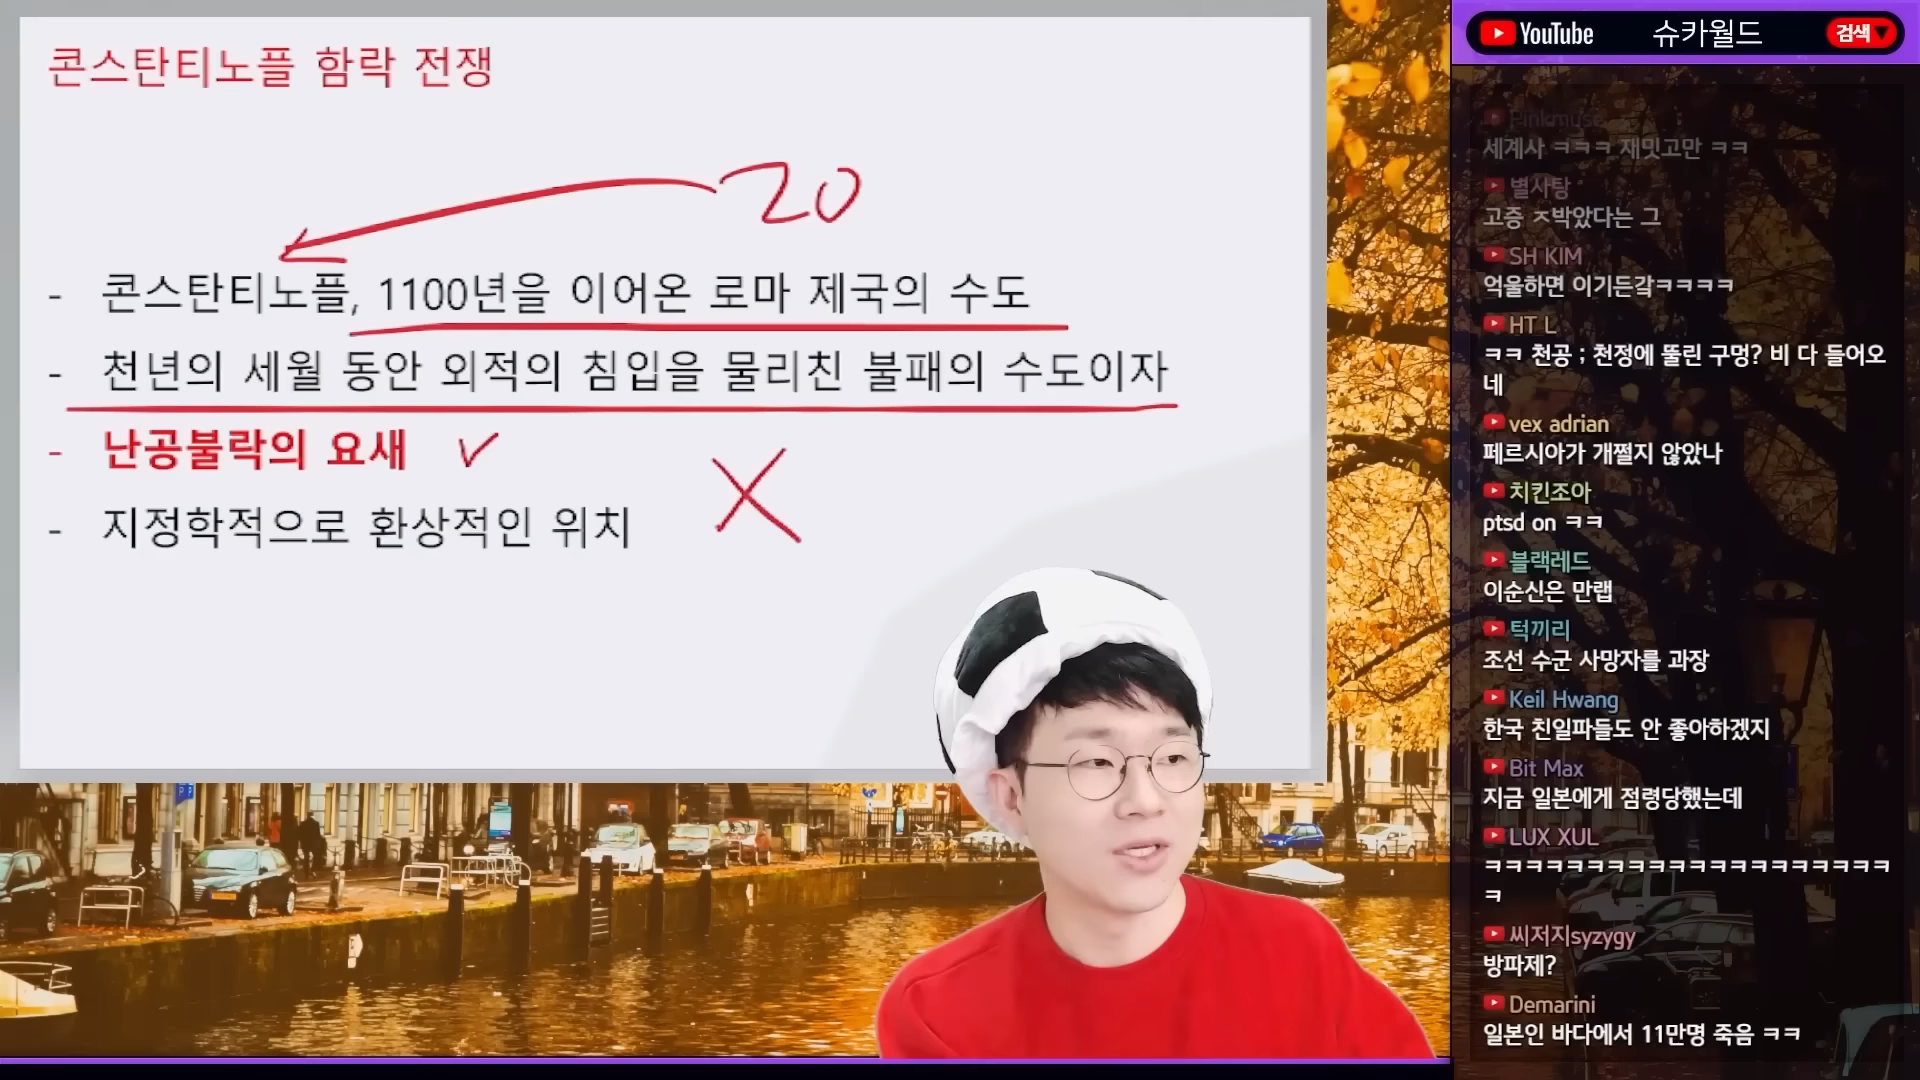 콘스탄티노플 함락 전쟁
20
- 콘스탄티노플, 1100년을 이어온 로마 제국의 수도
- 천년의 세월 동안 외적의 침입을 물리친 불패의 수도이자
- 난공불락의 요새
- 지정학적으로 환상적인 위치
YouTube 슈카월드 검색
Pinkmuse
세계사 ㅋㅋㅋ 재밋고만 ㅋㅋ
별사탕
고증 ㅈ박았다는 그
SH KIM
억울하면 이기든갘ㅋㅋㅋㅋ
HT L
ㅋㅋ 천공 ; 천정에 뚤린 구멍? 비 다 들어오
네
vex adrian
페르시아가 개쩔지 않았나
치킨조아
ptsd on ㅋㅋ
블랙레드
이순신은 만랩
턱끼리
조선 수군 사망자를 과장
Keil Hwang
한국 친일파들도 안 좋아하겠지
Bit Max
지금 일본에게 점령당했는데
LUX XUL
ㅋㅋㅋㅋㅋㅋㅋㅋㅋㅋㅋㅋㅋㅋㅋㅋㅋㅋㅋㅋ
ㅋ
씨저지syzygy
방파제?
Demarini
일본인 바다에서 11만명 죽음 ㅋㅋ